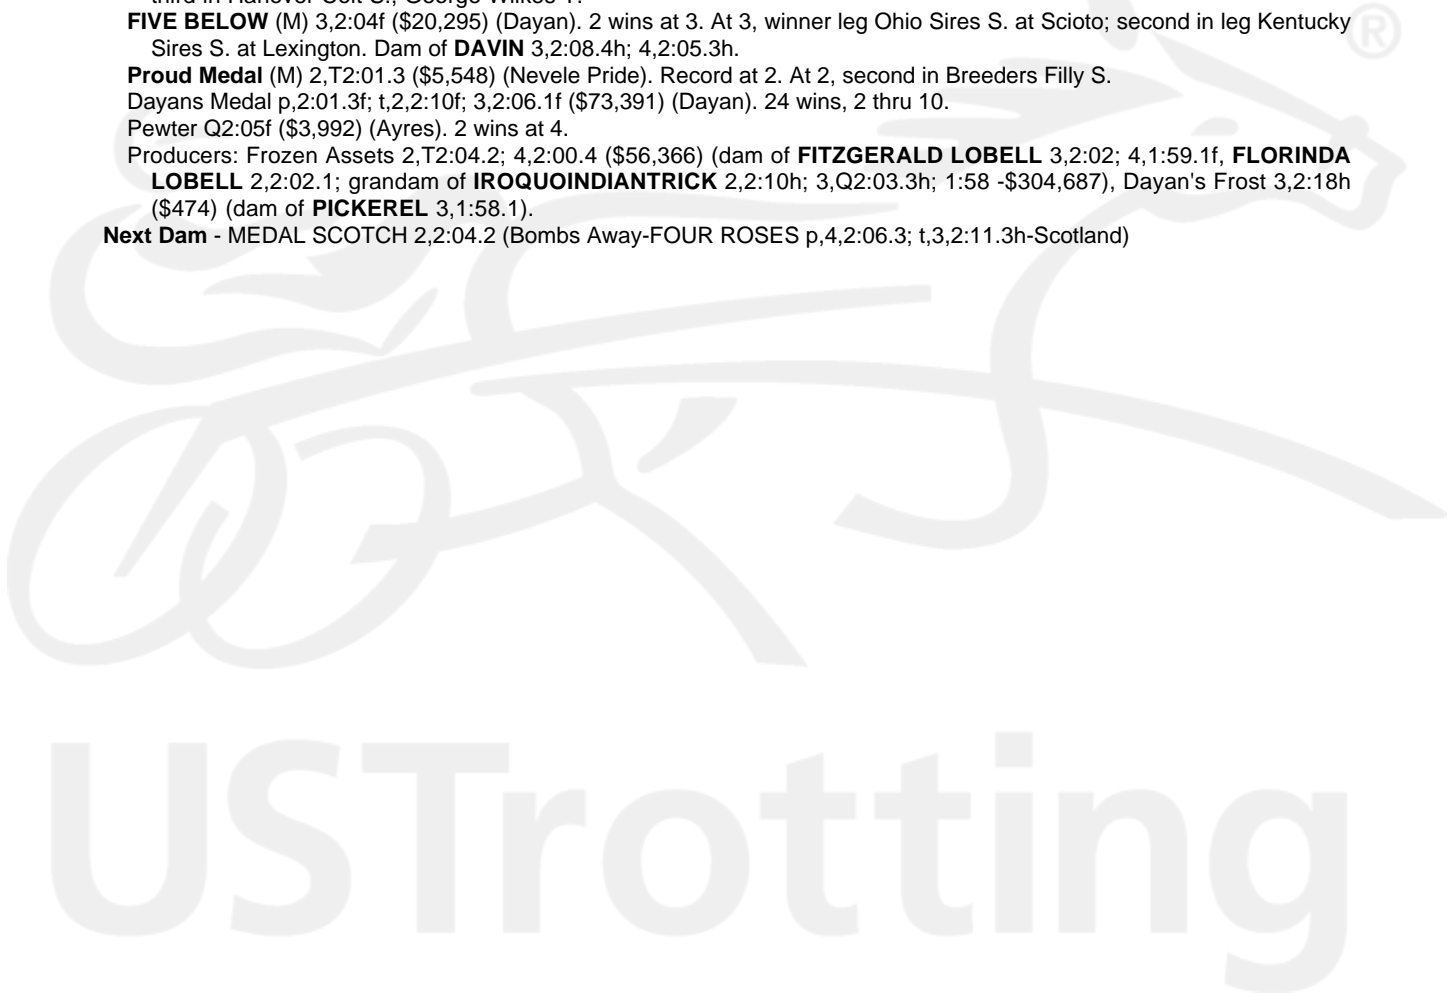 third in Hanover Colt S., George Wilkes T.
FIVE BELOW (M) 3,2:04f ($20,295) (Dayan). 2 wins at 3. At 3, winner leg Ohio Sires S. at Scioto; second in leg Kentucky
Sires S. at Lexington. Dam of DAVIN 3,2:08.4h; 4,2:05.3h.
Proud Medal (M) 2,T2:01.3 ($5,548) (Nevele Pride). Record at 2. At 2, second in Breeders Filly S.
Dayans Medal p,2:01.3f; t,2,2:10f; 3,2:06.1f ($73,391) (Dayan). 24 wins, 2 thru 10.
Pewter Q2:05f ($3,992) (Ayres). 2 wins at 4.
Producers: Frozen Assets 2,T2:04.2; 4,2:00.4 ($56,366) (dam of FITZGERALD LOBELL 3,2:02; 4,1:59.1f, FLORINDA
LOBELL 2,2:02.1; grandam of IROQUOINDIANTRICK 2,2:10h; 3,Q2:03.3h; 1:58 -$304,687), Dayan's Frost 3,2:18h
($474) (dam of PICKEREL 3,1:58.1).
Next Dam - MEDAL SCOTCH 2,2:04.2 (Bombs Away-FOUR ROSES p,4,2:06.3; t,3,2:11.3h-Scotland)
®
USTrotting